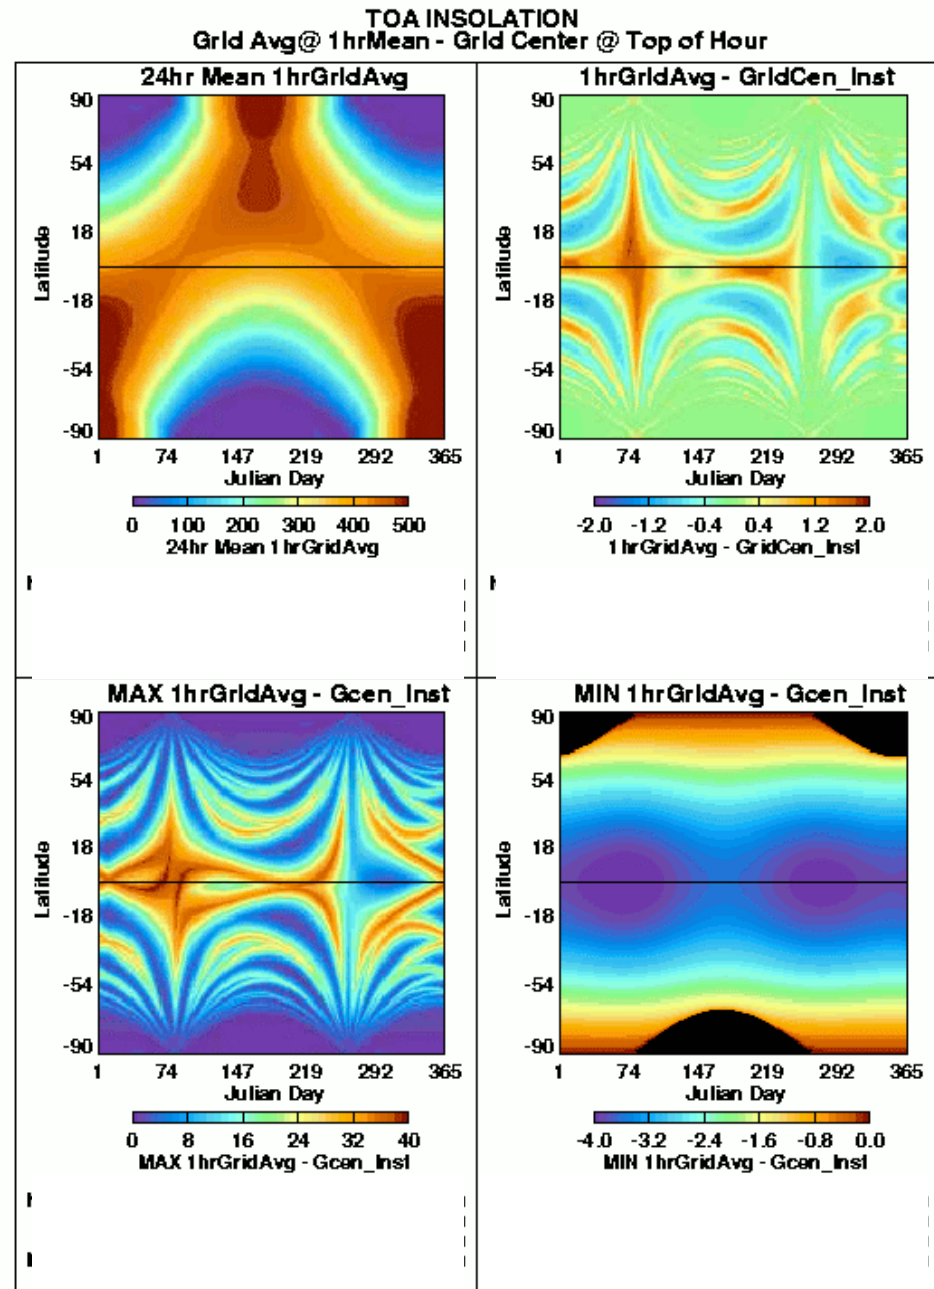 TOA INSOLATION
Grid Avg@ 1hrMean - Grid Center @ Top of Hour
24hr Mean 1hrGridAvg
90
54
18
-18
-54
-90
Latitude
1 74 147 219 292 365
Julian Day
0 100 200 300 400 500
24hr Mean 1hrGridAvg
1hrGridAvg - GridCen_Inst
90
54
18
-18
-54
-90
Latitude
1 74 147 219 292 365
Julian Day
-2.0 -1.2 -0.4 0.4 1.2 2.0
1hrGridAvg - GridCen_Inst
MAX 1hrGridAvg - Gcen_Inst
90
54
18
-18
-54
-90
Latitude
1 74 147 219 292 365
Julian Day
0 8 16 24 32 40
MAX 1hrGridAvg - Gcen_Inst
MIN 1hrGridAvg - Gcen_Inst
90
54
18
-18
-54
-90
Latitude
1 74 147 219 292 365
Julian Day
-4.0 -3.2 -2.4 -1.6 -0.8 0.0
MIN 1hrGridAvg - Gcen_Inst